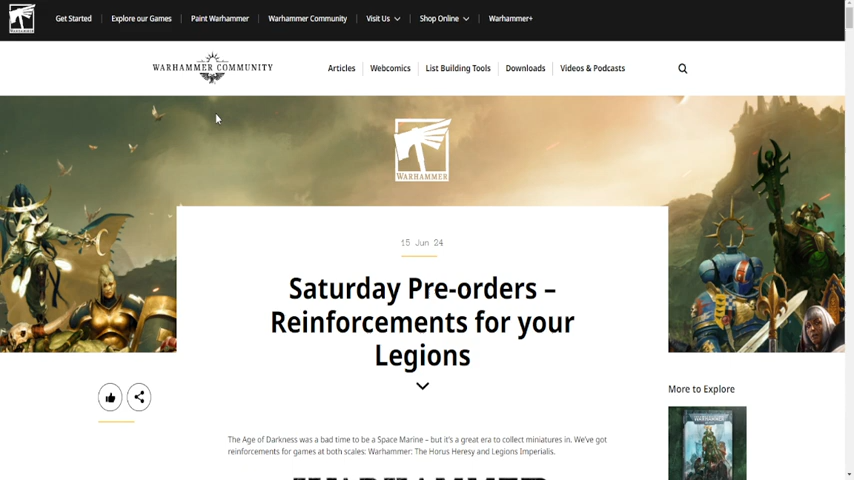 Get Started Explore our Games Paint Warhammer Warhammer Community Visit Us Shop Online Warhammer+
WARHAMMER COMMUNITY Articles Webcomics List Building Tools Downloads Videos & Podcasts
WARHAMMER
15 Jun 24
Saturday Pre-orders –
Reinforcements for your
Legions
More to Explore
The Age of Darkness was a bad time to be a Space Marine – but it's a great era to collect miniatures in. We've got
reinforcements for games at both scales: Warhammer: The Horus Heresy and Legions Imperialis.